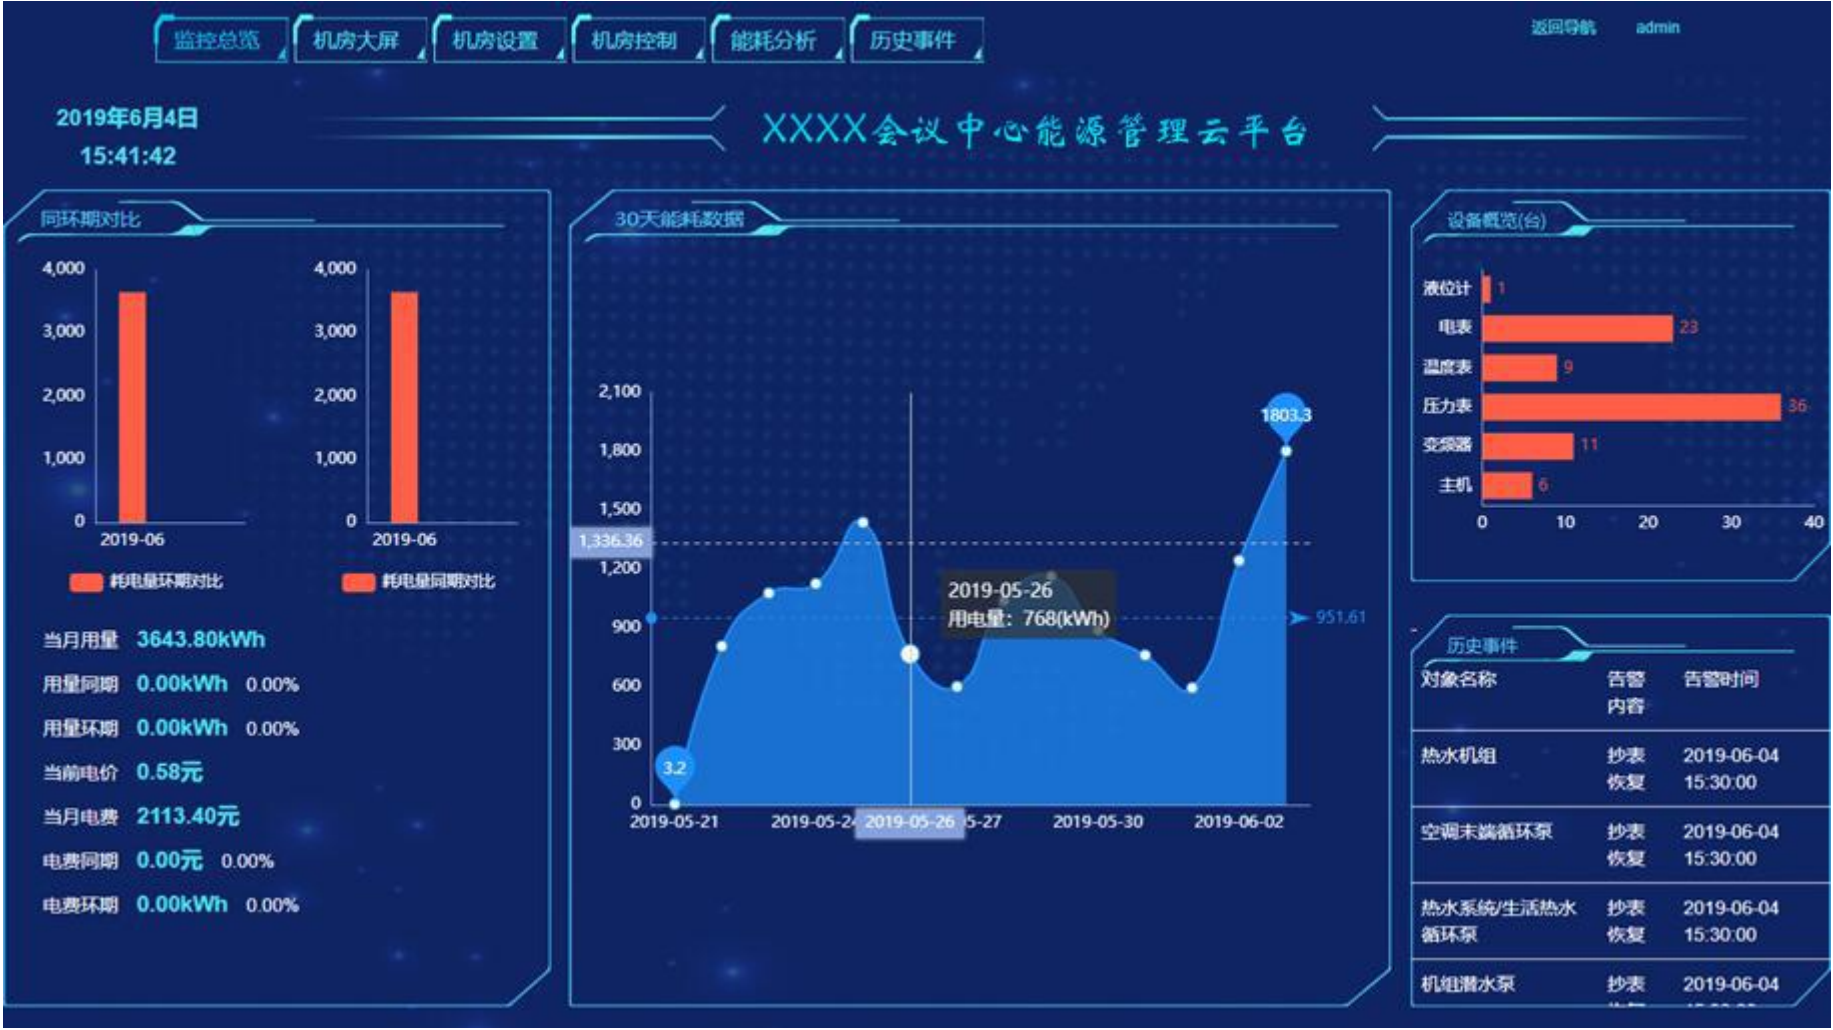 监控总览 机房大屏 机房设置 机房控制 能耗分析 历史事件 返回导航 admin
2019年6月4日
15:41:42
XXXX会议中心能源管理云平台
同环期对比
4,000
3,000
2,000
1,000
0
2019-06
耗电量环期对比
4,000
3,000
2,000
1,000
0
2019-06
耗电量同期对比
当月用量 3643.80kWh
用量同期 0.00kWh 0.00%
用量环期 0.00kWh 0.00%
当前电价 0.58元
当月电费 2113.40元
电费同期 0.00元 0.00%
电费环期 0.00kWh 0.00%
30天能耗数据
2,100
1,800
1,500
1,336.36
1,200
900
600
300
0
1803.3
951.61
3.2
2019-05-26
用电量：768(kWh)
2019-05-21 2019-05-24 2019-05-26 5-27 2019-05-30 2019-06-02
设备概览(台)
液位计 1
电表 23
温度表 9
压力表 36
变频器 11
主机 6
0 10 20 30 40
历史事件
对象名称 告警 告警时间
内容
热水机组 抄表 2019-06-04
恢复 15:30:00
空调末端循环泵 抄表 2019-06-04
恢复 15:30:00
热水系统/生活热水 抄表 2019-06-04
循环泵 恢复 15:30:00
机组潜水泵 抄表 2019-06-04